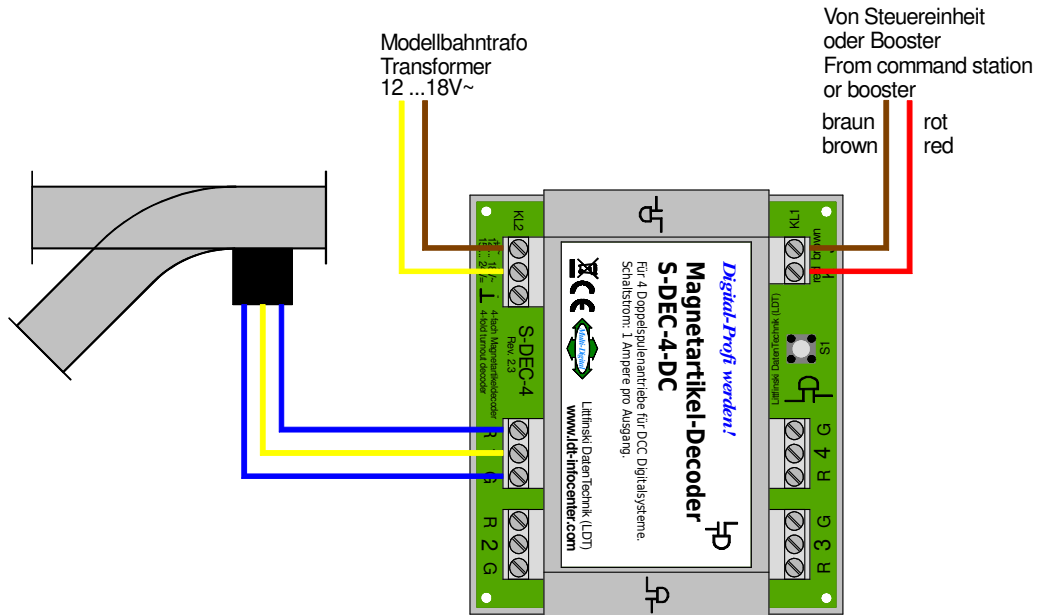 Modellbahntrafo
Transformer
12 ...18V~
Von Steuereinheit
oder Booster
From command station
or booster
braun
brown
rot
red
KL2
KL1
S-DEC-4
Rev. 2.3
4-fach Magnetartikeldecoder
4-fold turnout decoder
Digital-Profi werden!
Magnetartikel-Decoder
S-DEC-4-DC
Für 4 Doppelspulenantriebe für DCC Digitalsysteme.
Schaltstrom: 1 Ampere pro Ausgang.
CE
Multi-Digital
Littfinski DatenTechnik (LDT)
www.ldt-infocenter.com
S1
Littfinski DatenTechnik (LDT)
R
G
R 2 G
R 4 G
R 3 G